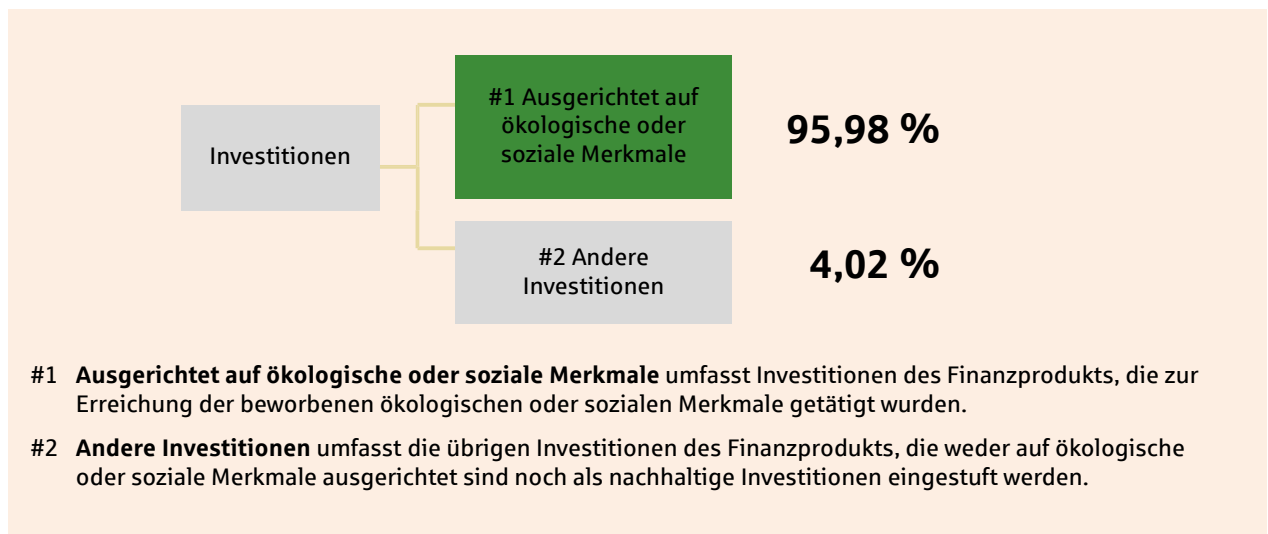 Investitionen
#1 Ausgerichtet auf
ökologische oder
soziale Merkmale
95,98 %
#2 Andere
Investitionen
4,02 %
#1 Ausgerichtet auf ökologische oder soziale Merkmale umfasst Investitionen des Finanzprodukts, die zur
Erreichung der beworbenen ökologischen oder sozialen Merkmale getätigt wurden.
#2 Andere Investitionen umfasst die übrigen Investitionen des Finanzprodukts, die weder auf ökologische
oder soziale Merkmale ausgerichtet sind noch als nachhaltige Investitionen eingestuft werden.